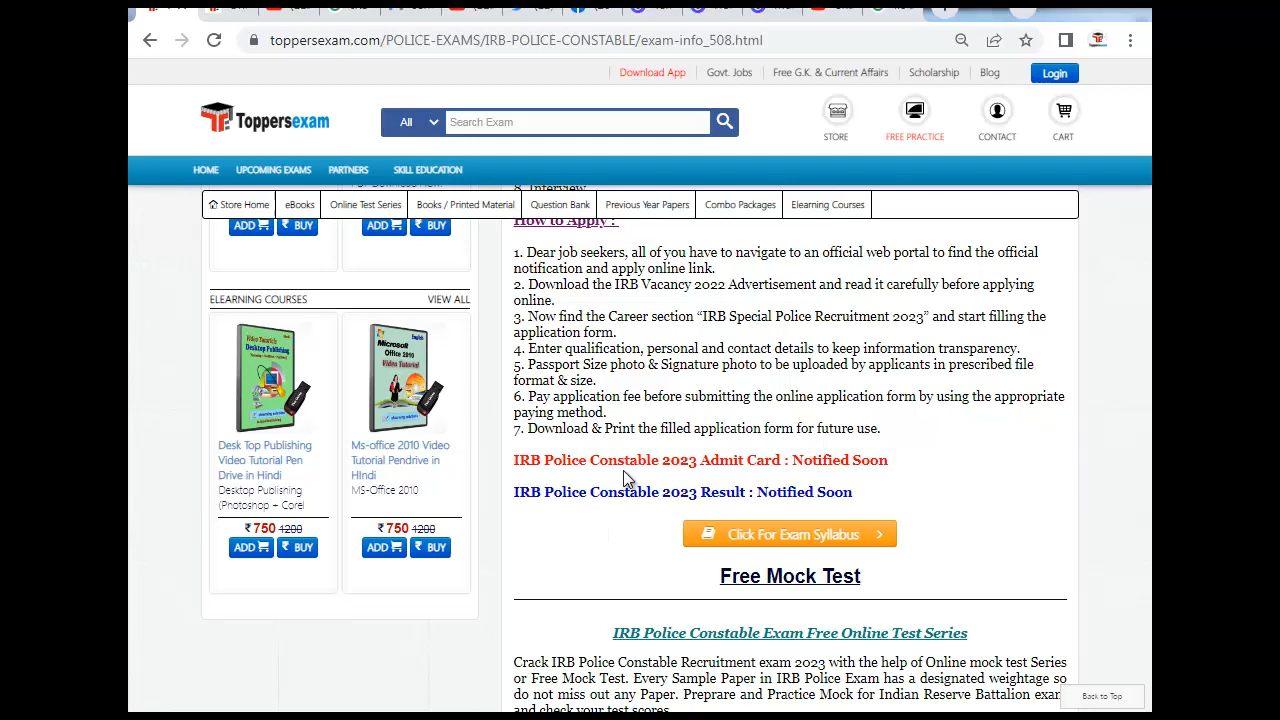 toppersexam.com/POLICE-EXAMS/IRB-POLICE-CONSTABLE/exam-info_508.html
Download App Govt. Jobs Free G.K. & Current Affairs Scholarship Blog Login
Toppersexam All Search Exam
STORE FREE PRACTICE CONTACT CART
HOME UPCOMING EXAMS PARTNERS SKILL EDUCATION
8. Interview
Store Home eBooks Online Test Series Books / Printed Material Question Bank Previous Year Papers Combo Packages Elearning Courses
ADD ₹ BUY ADD ₹ BUY
ELEARNING COURSES VIEW ALL
Video Tutorials
Desktop Publishing
English
Microsoft
Office 2010
Video Tutorial
Desk Top Publishing
Video Tutorial Pen
Drive in Hindi
Desktop Publishing
(Photoshop + Corel
₹ 750 1200
ADD ₹ BUY
Ms-office 2010 Video
Tutorial Pendrive in
HIndi
MS-Office 2010
₹ 750 1200
ADD ₹ BUY
How to Apply :
1. Dear job seekers, all of you have to navigate to an official web portal to find the official
notification and apply online link.
2. Download the IRB Vacancy 2022 Advertisement and read it carefully before applying
online.
3. Now find the Career section “IRB Special Police Recruitment 2023” and start filling the
application form.
4. Enter qualification, personal and contact details to keep information transparency.
5. Passport Size photo & Signature photo to be uploaded by applicants in prescribed file
format & size.
6. Pay application fee before submitting the online application form by using the appropriate
paying method.
7. Download & Print the filled application form for future use.
IRB Police Constable 2023 Admit Card : Notified Soon
IRB Police Constable 2023 Result : Notified Soon
Click For Exam Syllabus
Free Mock Test
IRB Police Constable Exam Free Online Test Series
Crack IRB Police Constable Recruitment exam 2023 with the help of Online mock test Series
or Free Mock Test. Every Sample Paper in IRB Police Exam has a designated weightage so
do not miss out any Paper. Preprare and Practice Mock for Indian Reserve Battalion exam
and check your test scores.
Back to Top